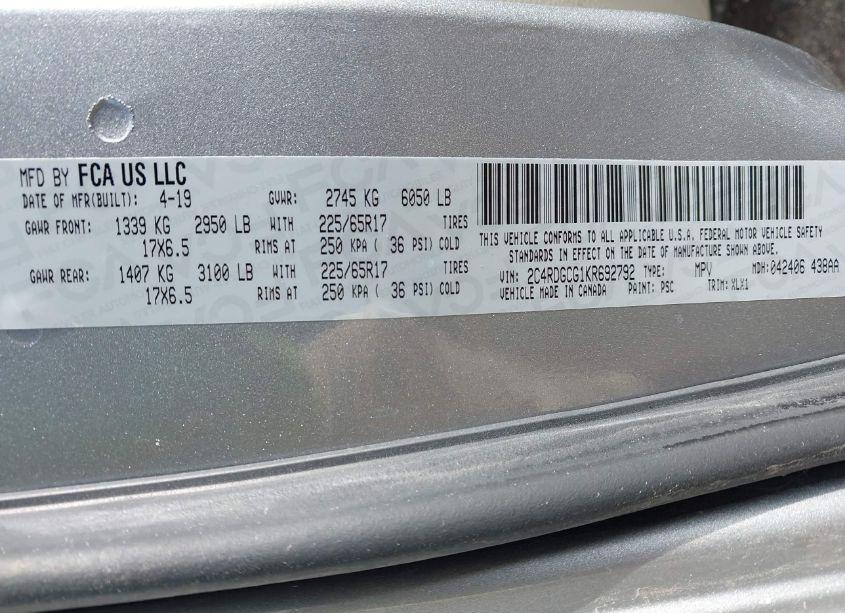 MFD BY FCA US LLC
DATE OF MFR(BUILT): 4-19 GVWR: 2745 KG 6050 LB
GAWR FRONT: 1339 KG 2950 LB WITH 225/65R17 TIRES
17X6.5 RIMS AT 250 KPA ( 36 PSI) COLD
GAWR REAR: 1407 KG 3100 LB WITH 225/65R17 TIRES
17X6.5 RIMS AT 250 KPA ( 36 PSI) COLD
THIS VEHICLE CONFORMS TO ALL APPLICABLE U.S.A. FEDERAL MOTOR VEHICLE SAFETY
STANDARDS IN EFFECT ON THE DATE OF MANUFACTURE SHOWN ABOVE.
VIN: 2C4RDGCG1KR692792 TYPE: MPV MDH: 042406 438AA
VEHICLE MADE IN CANADA PAINT: PSC TRIM: XLX1